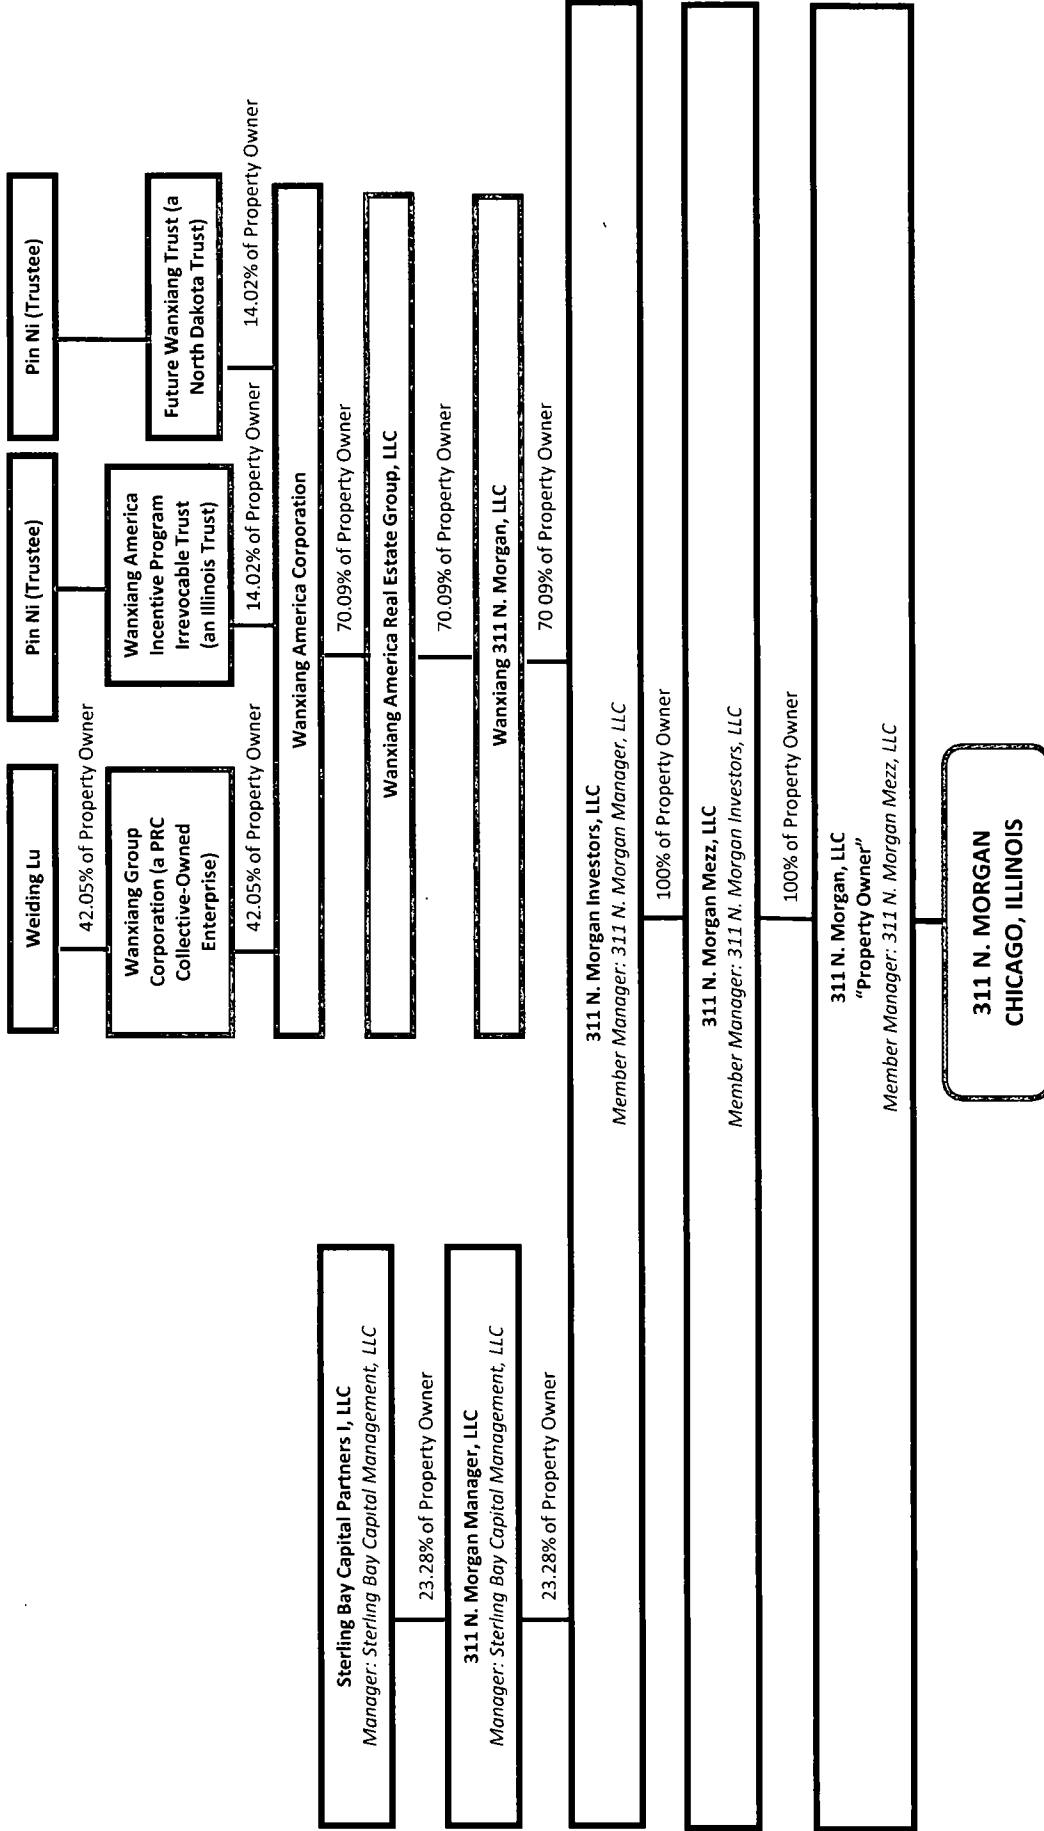 Weiding Lu
Pin Ni (Trustee)
Pin Ni (Trustee)
42.05% of Property Owner
Wanxiang Group
Corporation (a PRC
Collective-Owned
Enterprise)
Wanxiang America
Incentive Program
Irrevocable Trust
(an Illinois Trust)
Future Wanxiang Trust (a
North Dakota Trust)
42.05% of Property Owner
14.02% of Property Owner
14.02% of Property Owner
Wanxiang America Corporation
70.09% of Property Owner
Sterling Bay Capital Partners I, LLC
Manager: Sterling Bay Capital Management, LLC
Wanxiang America Real Estate Group, LLC
23.28% of Property Owner
70.09% of Property Owner
311 N. Morgan Manager, LLC
Manager: Sterling Bay Capital Management, LLC
Wanxiang 311 N. Morgan, LLC
23.28% of Property Owner
70 09% of Property Owner
311 N. Morgan Investors, LLC
Member Manager: 311 N. Morgan Manager, LLC
100% of Property Owner
311 N. Morgan Mezz, LLC
Member Manager: 311 N. Morgan Investors, LLC
100% of Property Owner
311 N. Morgan, LLC
"Property Owner"
Member Manager: 311 N. Morgan Mezz, LLC
311 N. MORGAN
CHICAGO, ILLINOIS